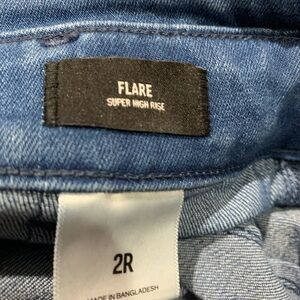 FLARE
SUPER HIGH RISE
2R
MADE IN BANGLADESH